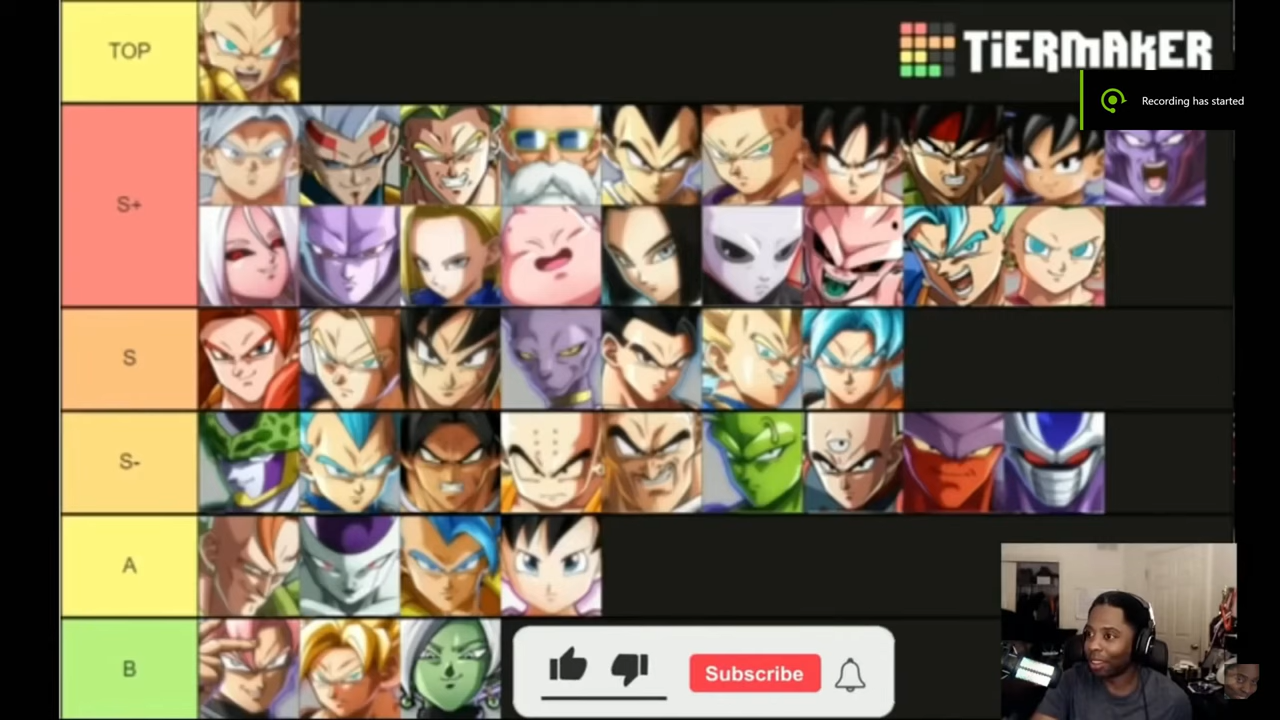 TOP
TiERMAKER
Recording has started
S+
S
S-
A
B
Subscribe